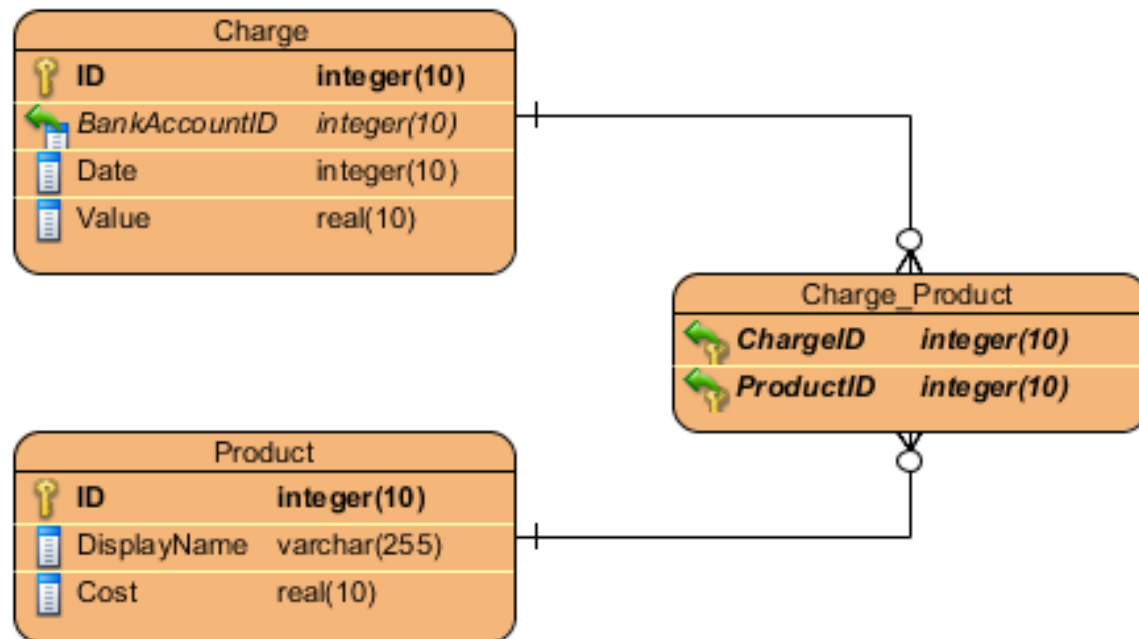 Charge
ID integer(10)
BankAccountID integer(10)
Date integer(10)
Value real(10)
Charge_Product
ChargeID integer(10)
ProductID integer(10)
Product
ID integer(10)
DisplayName varchar(255)
Cost real(10)